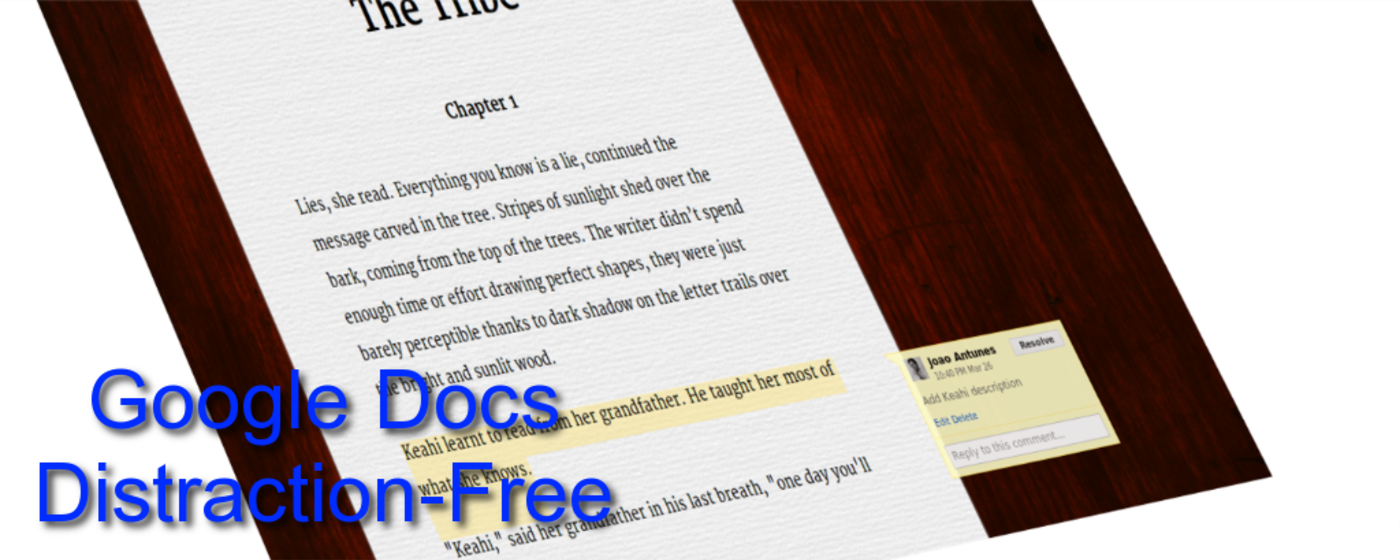 The Tribe
Chapter 1
Lies, she read. Everything you know is a lie, continued the
message carved in the tree. Stripes of sunlight shed over the
bark, coming from the top of the trees. The writer didn't spend
enough time or effort drawing perfect shapes, they were just
barely perceptible thanks to dark shadow on the letter trails over
the bright and sunlit wood.
Keahi learnt to read from her grandfather. He taught her most of
what she knows.
"Keahi," said her grandfather in his last breath, "one day you'll
Joao Antunes
10:40 PM Mar 26
Resolve
Add Keahi description
Edit Delete
Reply to this comment...
Google Docs
Distraction-Free